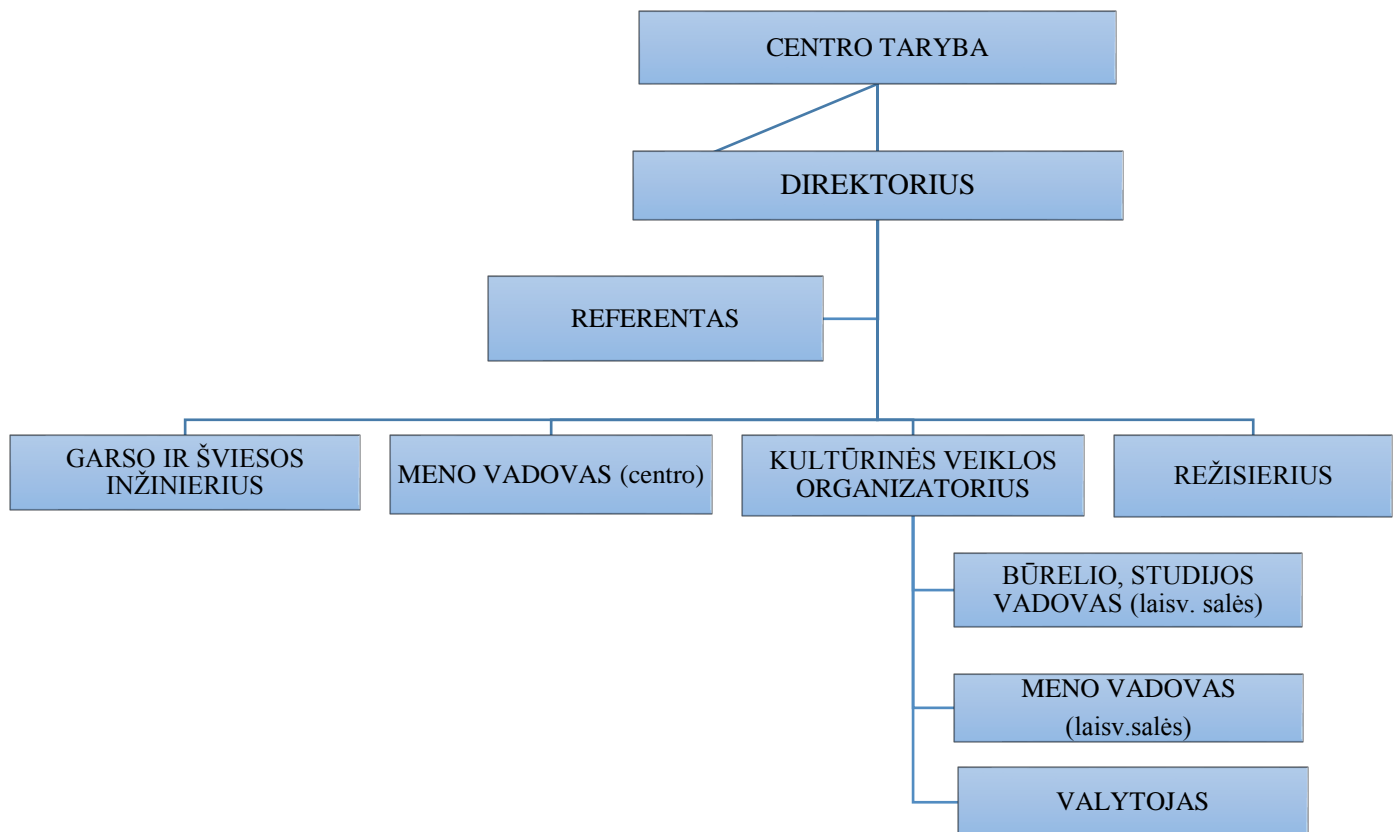 CENTRO TARYBA
DIREKTORIUS
REFERENTAS
GARSO IR ŠVIESOS
INŽINIERIUS
MENO VADOVAS (centro)
KULTŪRINĖS VEIKLOS
ORGANIZATORIUS
REŽISIERIUS
BŪRELIO, STUDIJOS
VADOVAS (laisv. salės)
MENO VADOVAS
(laisv.salės)
VALYTOJAS